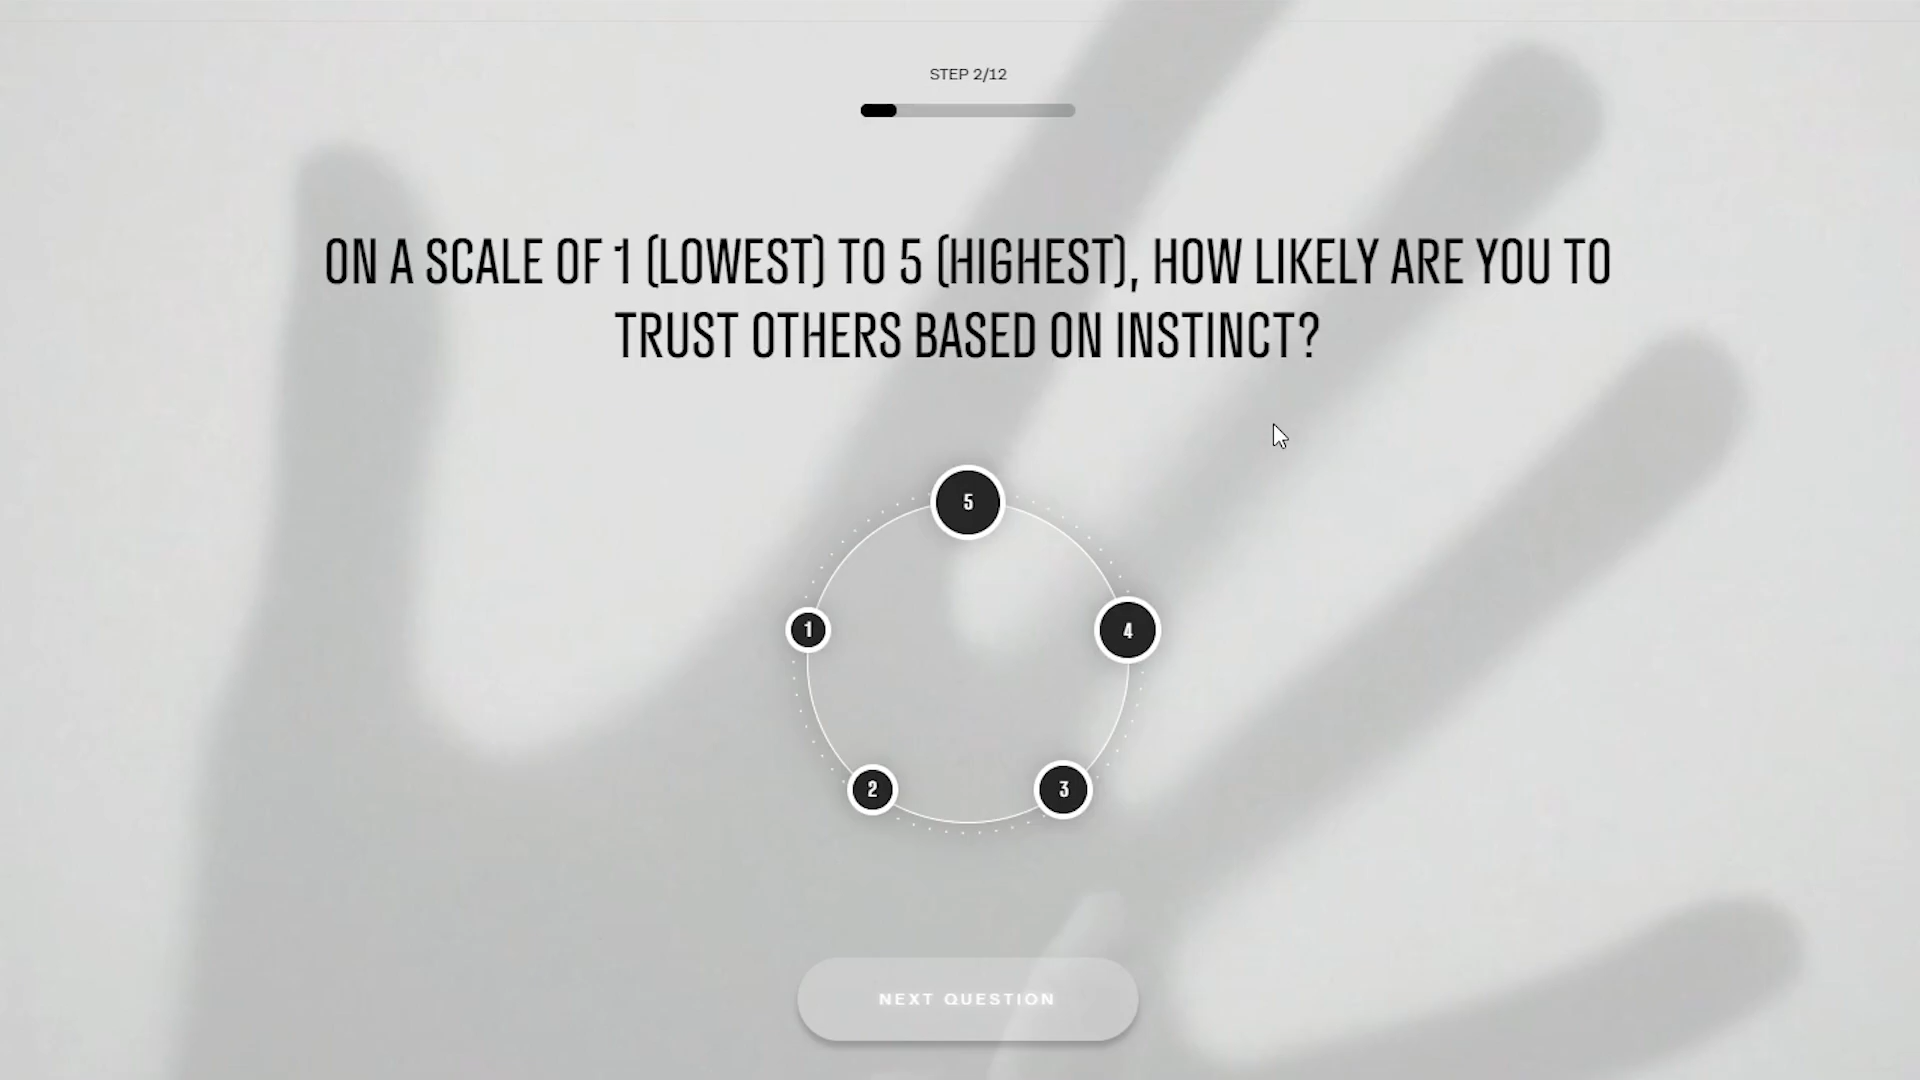 STEP 2/12
ON A SCALE OF 1 (LOWEST) TO 5 (HIGHEST), HOW LIKELY ARE YOU TO
TRUST OTHERS BASED ON INSTINCT?
5
1
4
2
3
NEXT QUESTION